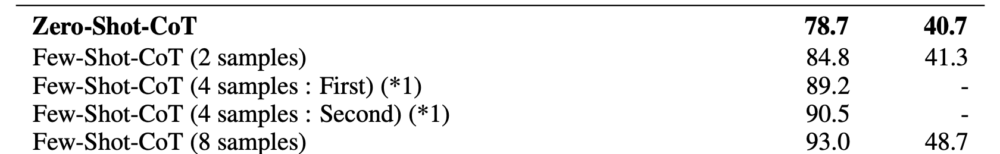 Zero-Shot-CoT 78.7 40.7
Few-Shot-CoT (2 samples) 84.8 41.3
Few-Shot-CoT (4 samples : First) (*1) 89.2 -
Few-Shot-CoT (4 samples : Second) (*1) 90.5 -
Few-Shot-CoT (8 samples) 93.0 48.7